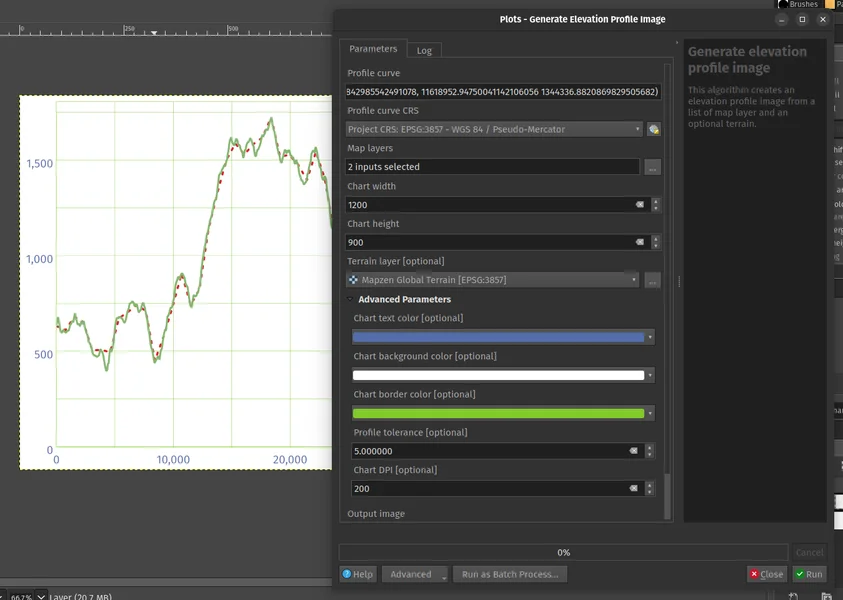 Brushes
0
250
500
Plots - Generate Elevation Profile Image
Parameters
Log
Profile curve
342985542491078, 11618952.94750041142106056 1344336.8820869829505682)
Profile curve CRS
Project CRS: EPSG:3857 - WGS 84 / Pseudo-Mercator
Map layers
2 inputs selected
...
Chart width
1200
Chart height
900
Terrain layer [optional]
Mapzen Global Terrain [EPSG:3857]
...
Advanced Parameters
Chart text color [optional]
Chart background color [optional]
Chart border color [optional]
Profile tolerance [optional]
5.000000
Chart DPI [optional]
200
Output image
Generate elevation
profile image
This algorithm creates an
elevation profile image from a
list of map layer and an
optional terrain.
0%
Cancel
Help
Advanced
Run as Batch Process...
Close
Run
1,500
1,000
500
0
0
10,000
20,000
66.7%
Layer (20.7 MB)